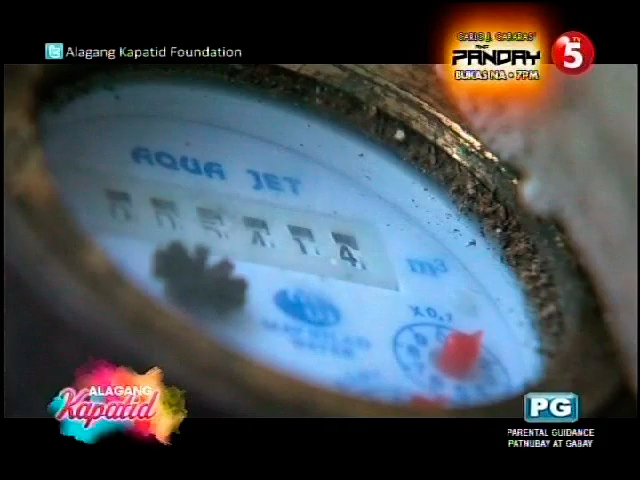 Alagang Kapatid Foundation
CARLO J. CAPARAS'
PANDAY
BUKAS NA • 7PM
TV
5
AQUA JET
m³
X0,1
ALAGANG
Kapatid
PG
PARENTAL GUIDANCE
PATNUBAY AT GABAY